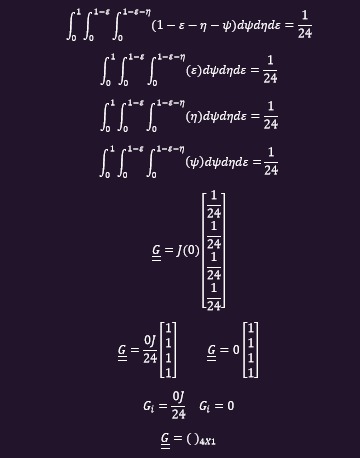 ∫₀¹ ∫₀¹⁻ᵋ ∫₀¹⁻ᵋ⁻ᑊ (1 − ε − η − ψ)dψdηdε = 1/24
∫₀^1 ∫₀^(1−ε) ∫₀^(1−ε−η) (ε)dψdηdε = 1/24
∫₀^1 ∫₀^(1−ε) ∫₀^(1−ε−η) (η)dψdηdε = 1/24
∫₀^1 ∫₀^(1−ε) ∫₀^(1−ε−η) (ψ)dψdηdε = 1/24
G = J(0) [1/24 1/24 1/24 1/24]
G = 0J/24 [1 1 1 1] G = 0 [1 1 1 1]
Gᵢ = 0J/24 Gᵢ = 0
G = ( )₄ₓ₁